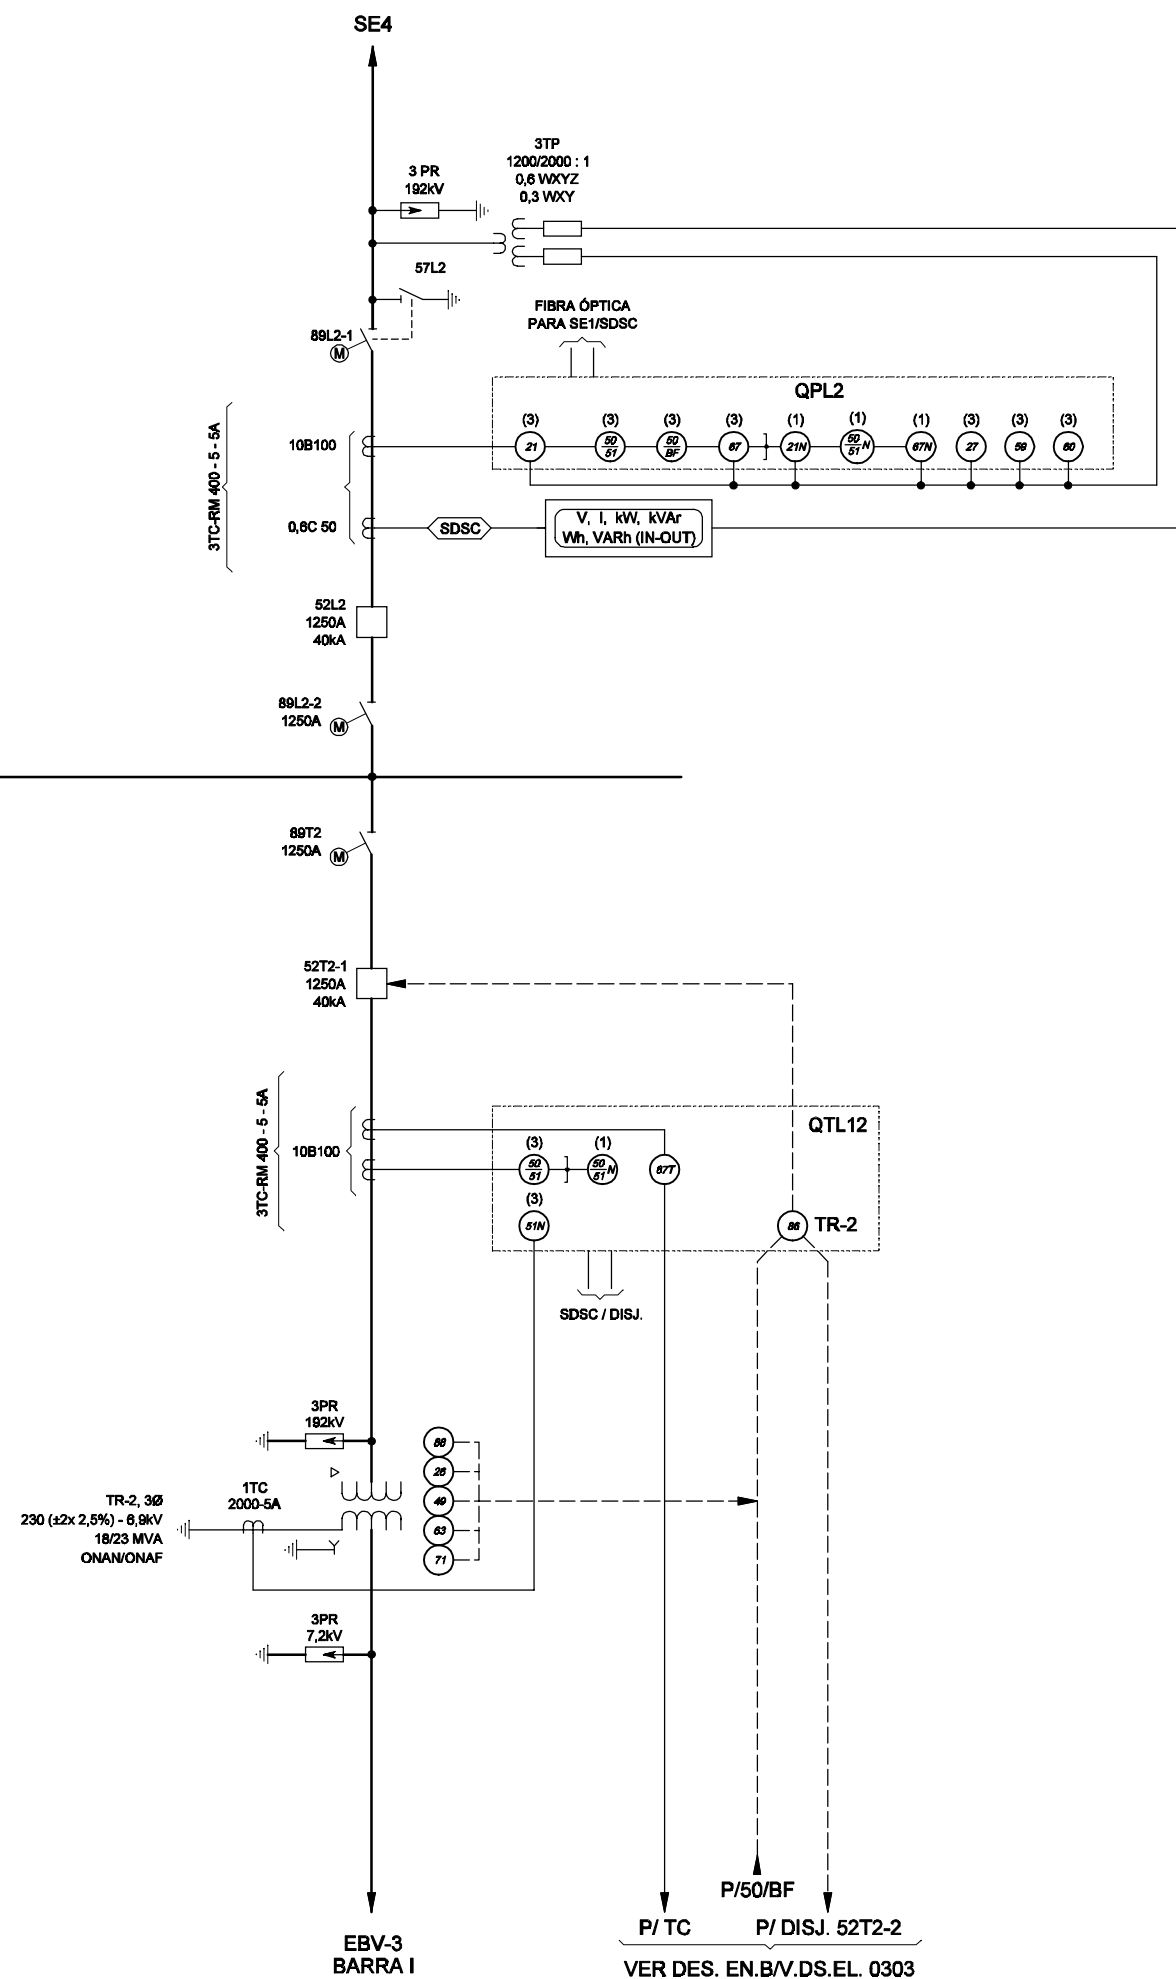 SE4
3TP
1200/2000 : 1
0,6 WXYZ
0,3 WXY
3 PR
192kV
57L2
FIBRA ÓPTICA
PARA SE1/SDSC
89L2-1
M
QPL2
(3) (3) (3) (3) (1) (1) (1) (3) (3) (3)
21 50/51 50/BF 67 21N 50/51 N 67N 27 59 60
3TC-RM 400 - 5 - 5A
10B100
0,6C 50
SDSC
V, I, kW, kVAr
Wh, VARh (IN-OUT)
52L2
1250A
40kA
89L2-2
1250A
M
89T2
1250A
M
52T2-1
1250A
40kA
3TC-RM 400 - 5 - 5A
10B100
QTL12
(3) (1)
50/51 50/51 N 87T
(3)
51N
86 TR-2
SDSC / DISJ.
3PR
192kV
1TC
2000-5A
TR-2, 3Ø
230 (±2x 2,5%) - 6,9kV
18/23 MVA
ONAN/ONAF
26
49
63
71
3PR
7,2kV
P/50/BF
P/ TC
P/ DISJ. 52T2-2
EBV-3
BARRA I
VER DES. EN.B/V.DS.EL. 0303